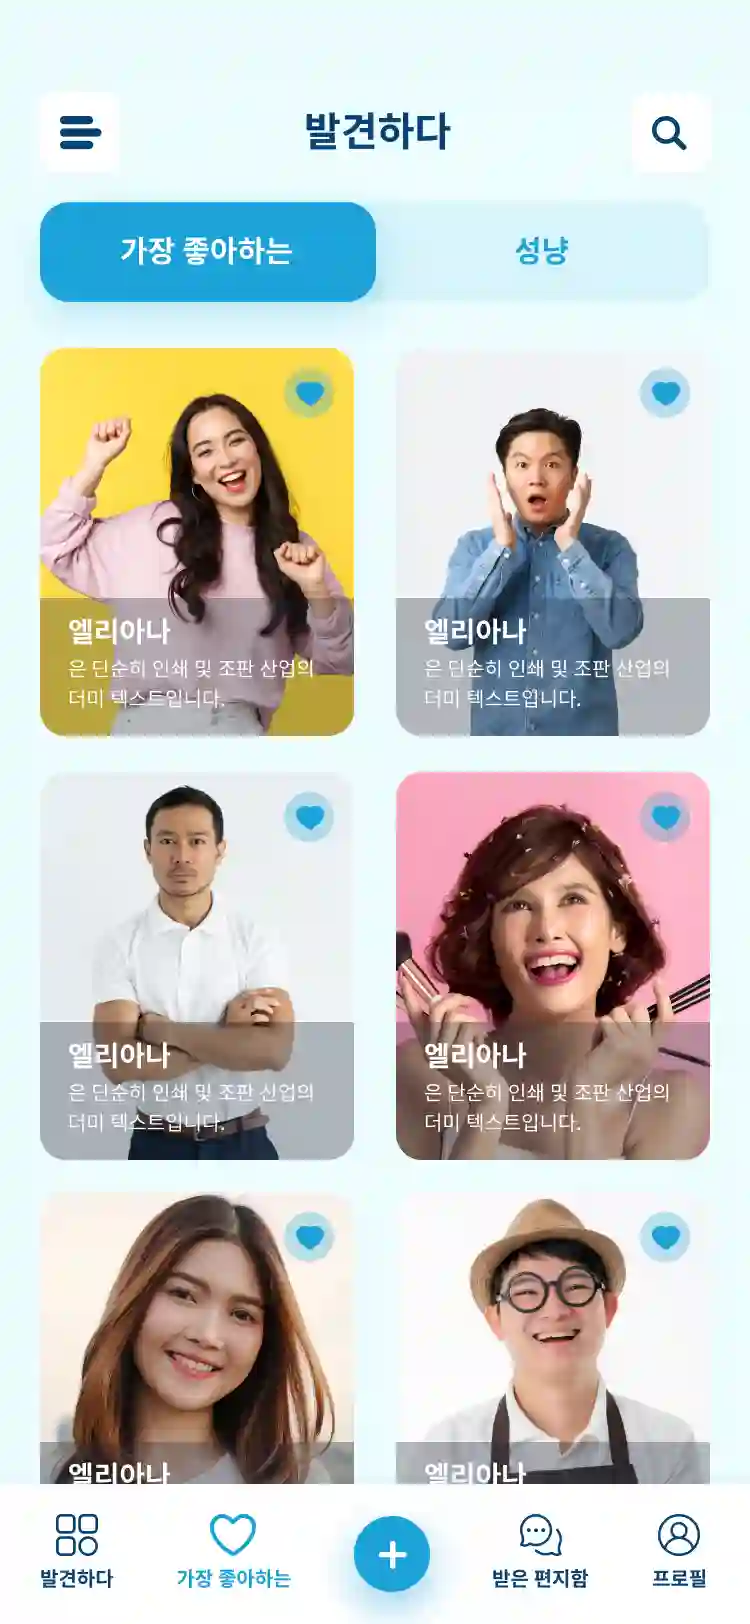 발견하다
가장 좋아하는
성냥
엘리아나
은 단순히 인쇄 및 조판 산업의
더미 텍스트입니다.
엘리아나
은 단순히 인쇄 및 조판 산업의
더미 텍스트입니다.
엘리아나
은 단순히 인쇄 및 조판 산업의
더미 텍스트입니다.
엘리아나
은 단순히 인쇄 및 조판 산업의
더미 텍스트입니다.
엘리아나
엘리아나
발견하다
가장 좋아하는
받은 편지함
프로필